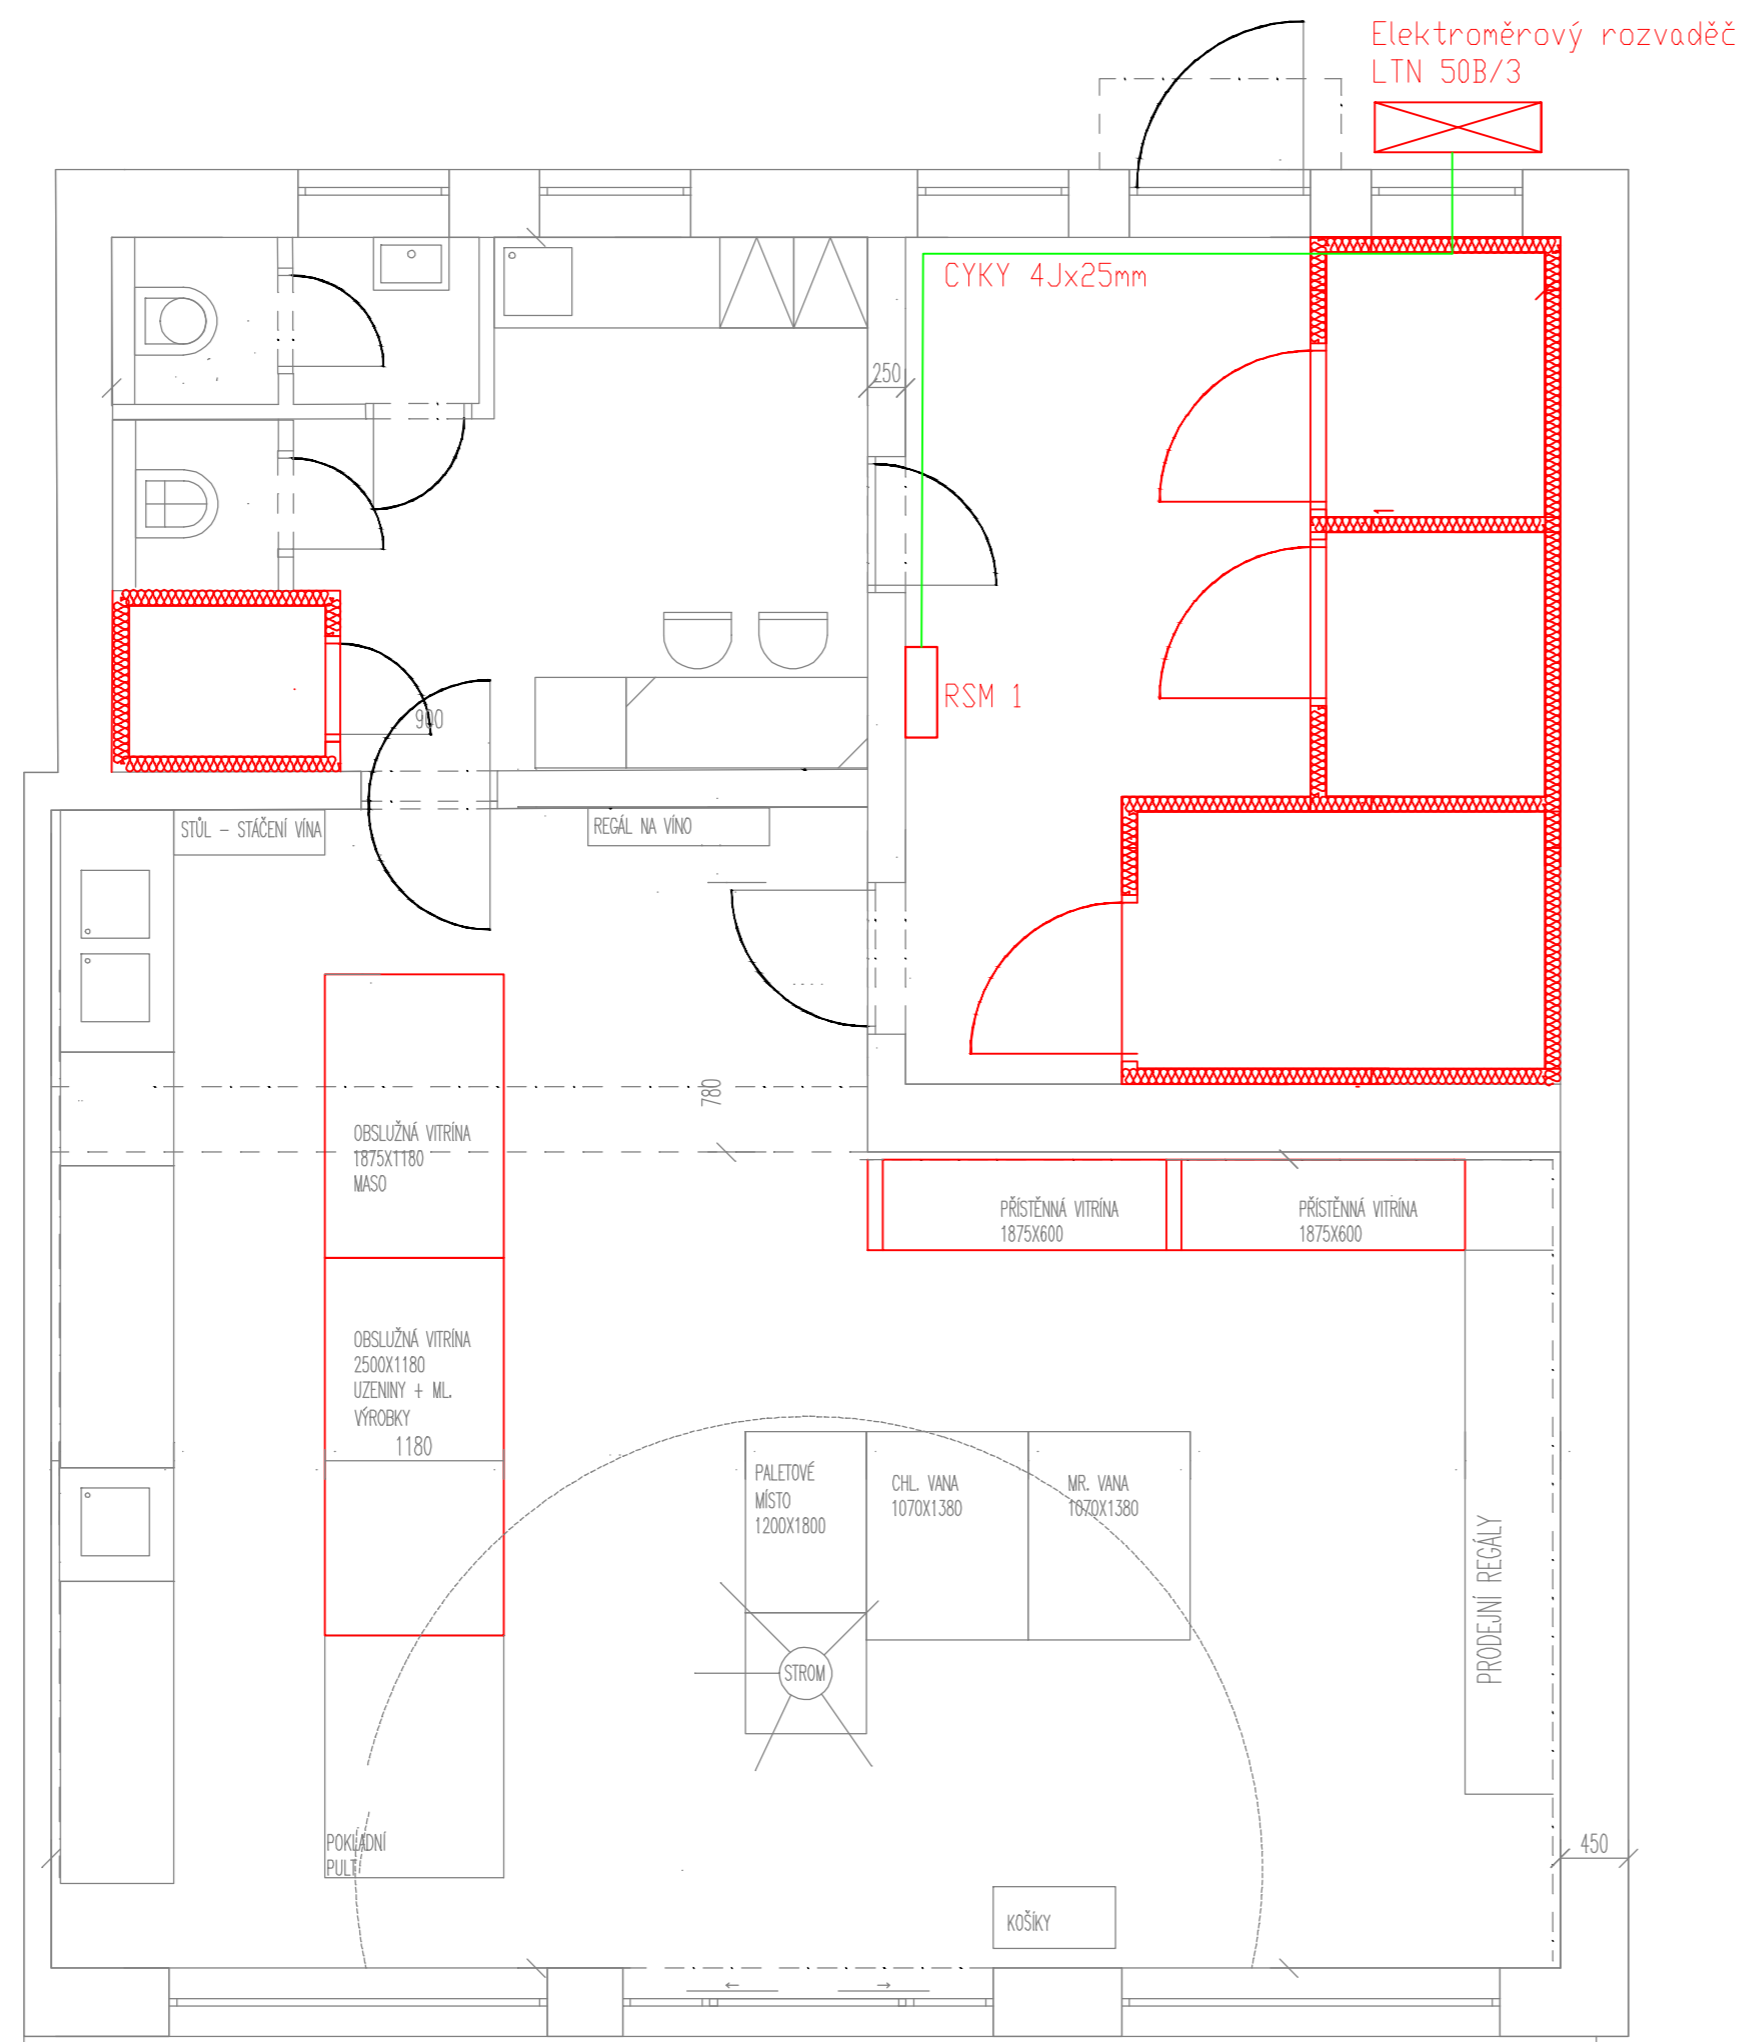 Elektroměrový rozvaděč
LTN 50B/3
CYKY 4Jx25mm
250
1
RSM 1
900
STŮL – STÁČENÍ VÍNA
REGÁL NA VÍNO
780
OBSLUŽNÁ VITRÍNA
1875X1180
MASO
PŘÍSTĚNNÁ VITRÍNA
1875X600
PŘÍSTĚNNÁ VITRÍNA
1875X600
OBSLUŽNÁ VITRÍNA
2500X1180
UZENINY + ML.
VÝROBKY
1180
PALETOVÉ
MÍSTO
1200X1800
CHL. VANA
1070X1380
MR. VANA
1070X1380
PRODEJNÍ REGÁLY
STROM
POKLADNÍ
PULT
450
KOŠÍKY